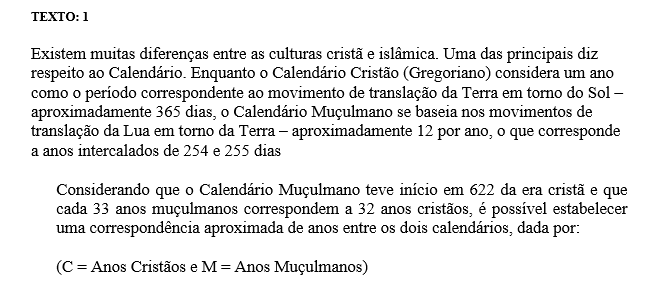 TEXTO: 1
Existem muitas diferenças entre as culturas cristã e islâmica. Uma das principais diz
respeito ao Calendário. Enquanto o Calendário Cristão (Gregoriano) considera um ano
como o período correspondente ao movimento de translação da Terra em torno do Sol –
aproximadamente 365 dias, o Calendário Muçulmano se baseia nos movimentos de
translação da Lua em torno da Terra – aproximadamente 12 por ano, o que corresponde
a anos intercalados de 254 e 255 dias
Considerando que o Calendário Muçulmano teve início em 622 da era cristã e que
cada 33 anos muçulmanos correspondem a 32 anos cristãos, é possível estabelecer
uma correspondência aproximada de anos entre os dois calendários, dada por:
(C = Anos Cristãos e M = Anos Muçulmanos)